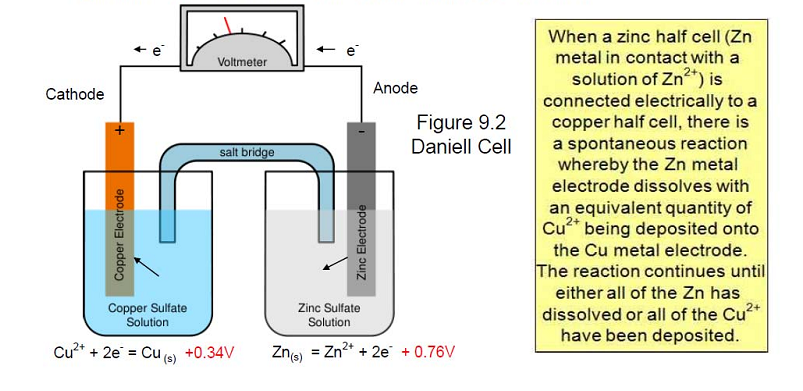 ← e⁻
Voltmeter
← e⁻
Cathode
Anode
+
-
Figure 9.2
Daniell Cell
salt bridge
Copper Electrode
Zinc Electrode
Copper Sulfate
Solution
Zinc Sulfate
Solution
Cu²⁺ + 2e⁻ = Cu (s) +0.34V
Zn(s) = Zn²⁺ + 2e⁻ + 0.76V
When a zinc half cell (Zn
metal in contact with a
solution of Zn²⁺) is
connected electrically to a
copper half cell, there is
a spontaneous reaction
whereby the Zn metal
electrode dissolves with
an equivalent quantity of
Cu²⁺ being deposited onto
the Cu metal electrode.
The reaction continues until
either all of the Zn has
dissolved or all of the Cu²⁺
have been deposited.